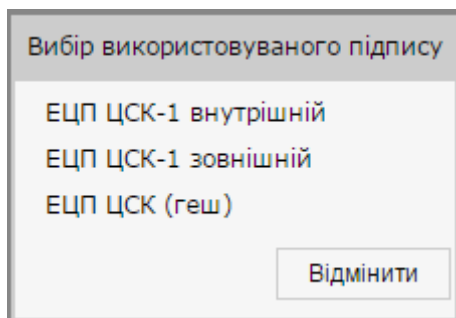 Вибір використовуваного підпису
ЕЦП ЦСК-1 внутрішній
ЕЦП ЦСК-1 зовнішній
ЕЦП ЦСК (геш)
Відмінити